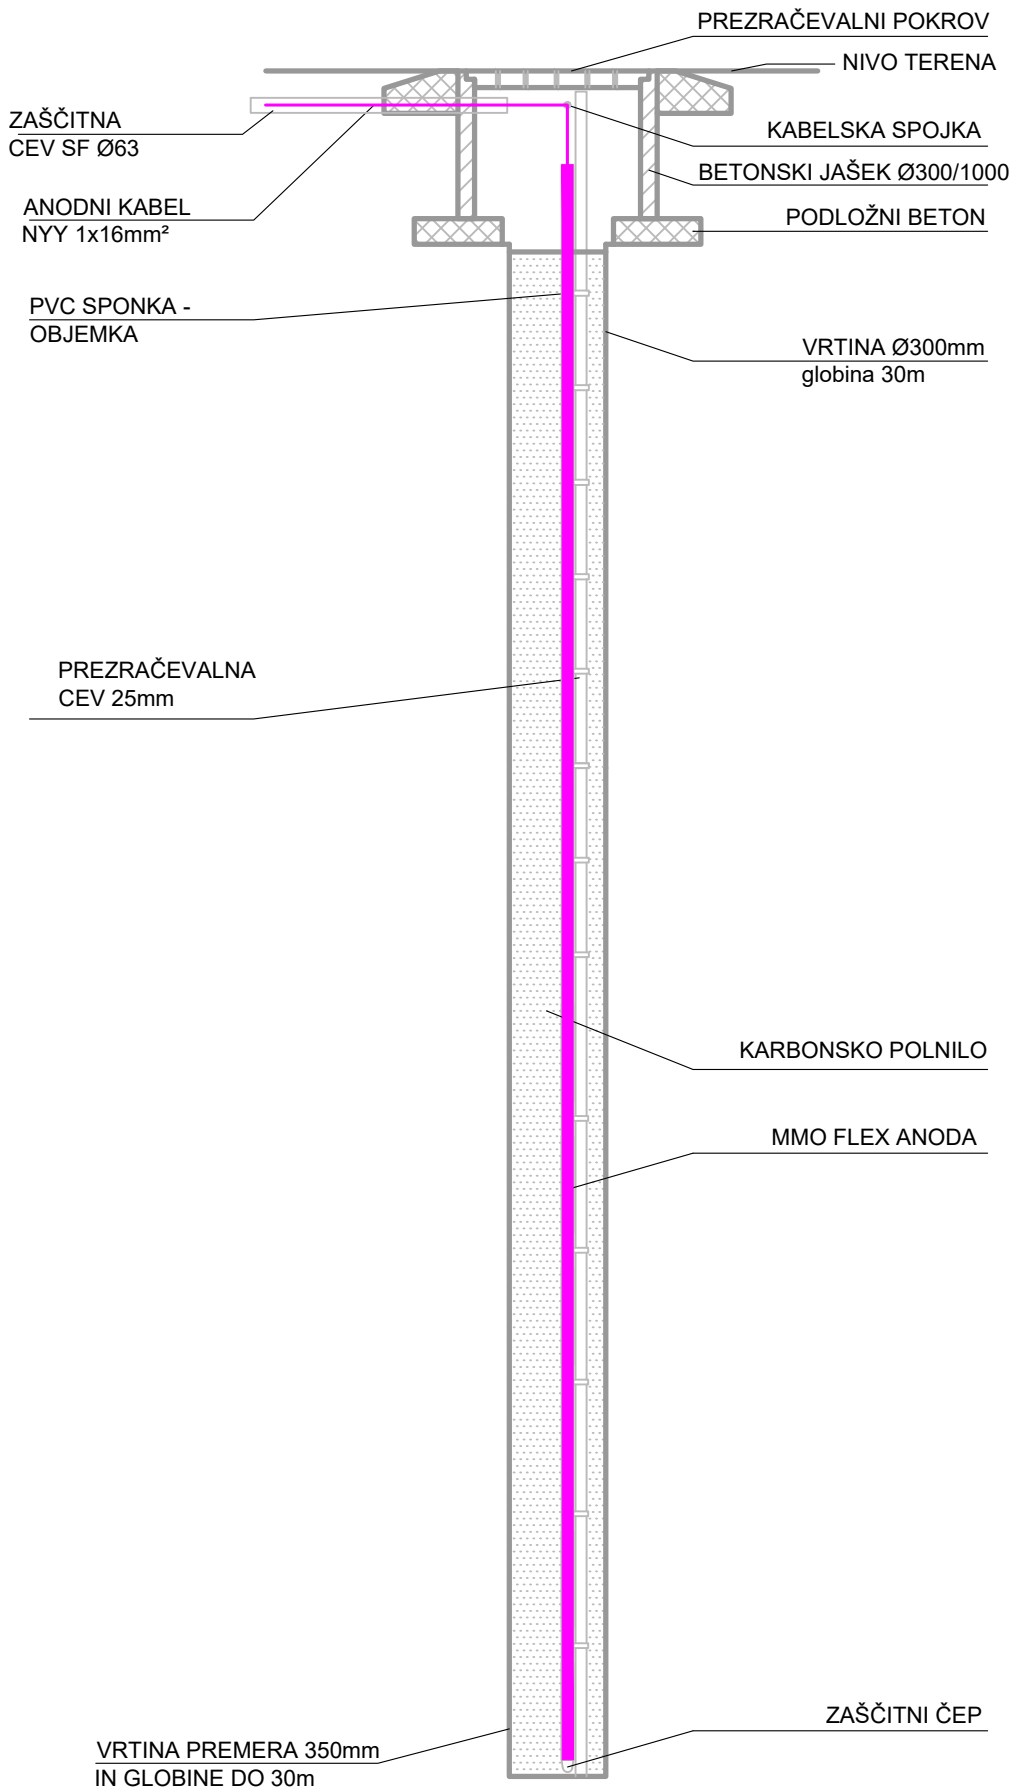 PREZRAČEVALNI POKROV
NIVO TERENA
ZAŠČITNA
CEV SF Ø63
KABELSKA SPOJKA
BETONSKI JAŠEK Ø300/1000
ANODNI KABEL
NYY 1x16mm²
PODLOŽNI BETON
PVC SPONKA -
OBJEMKA
VRTINA Ø300mm
globina 30m
PREZRAČEVALNA
CEV 25mm
KARBONSKO POLNILO
MMO FLEX ANODA
ZAŠČITNI ČEP
VRTINA PREMERA 350mm
IN GLOBINE DO 30m